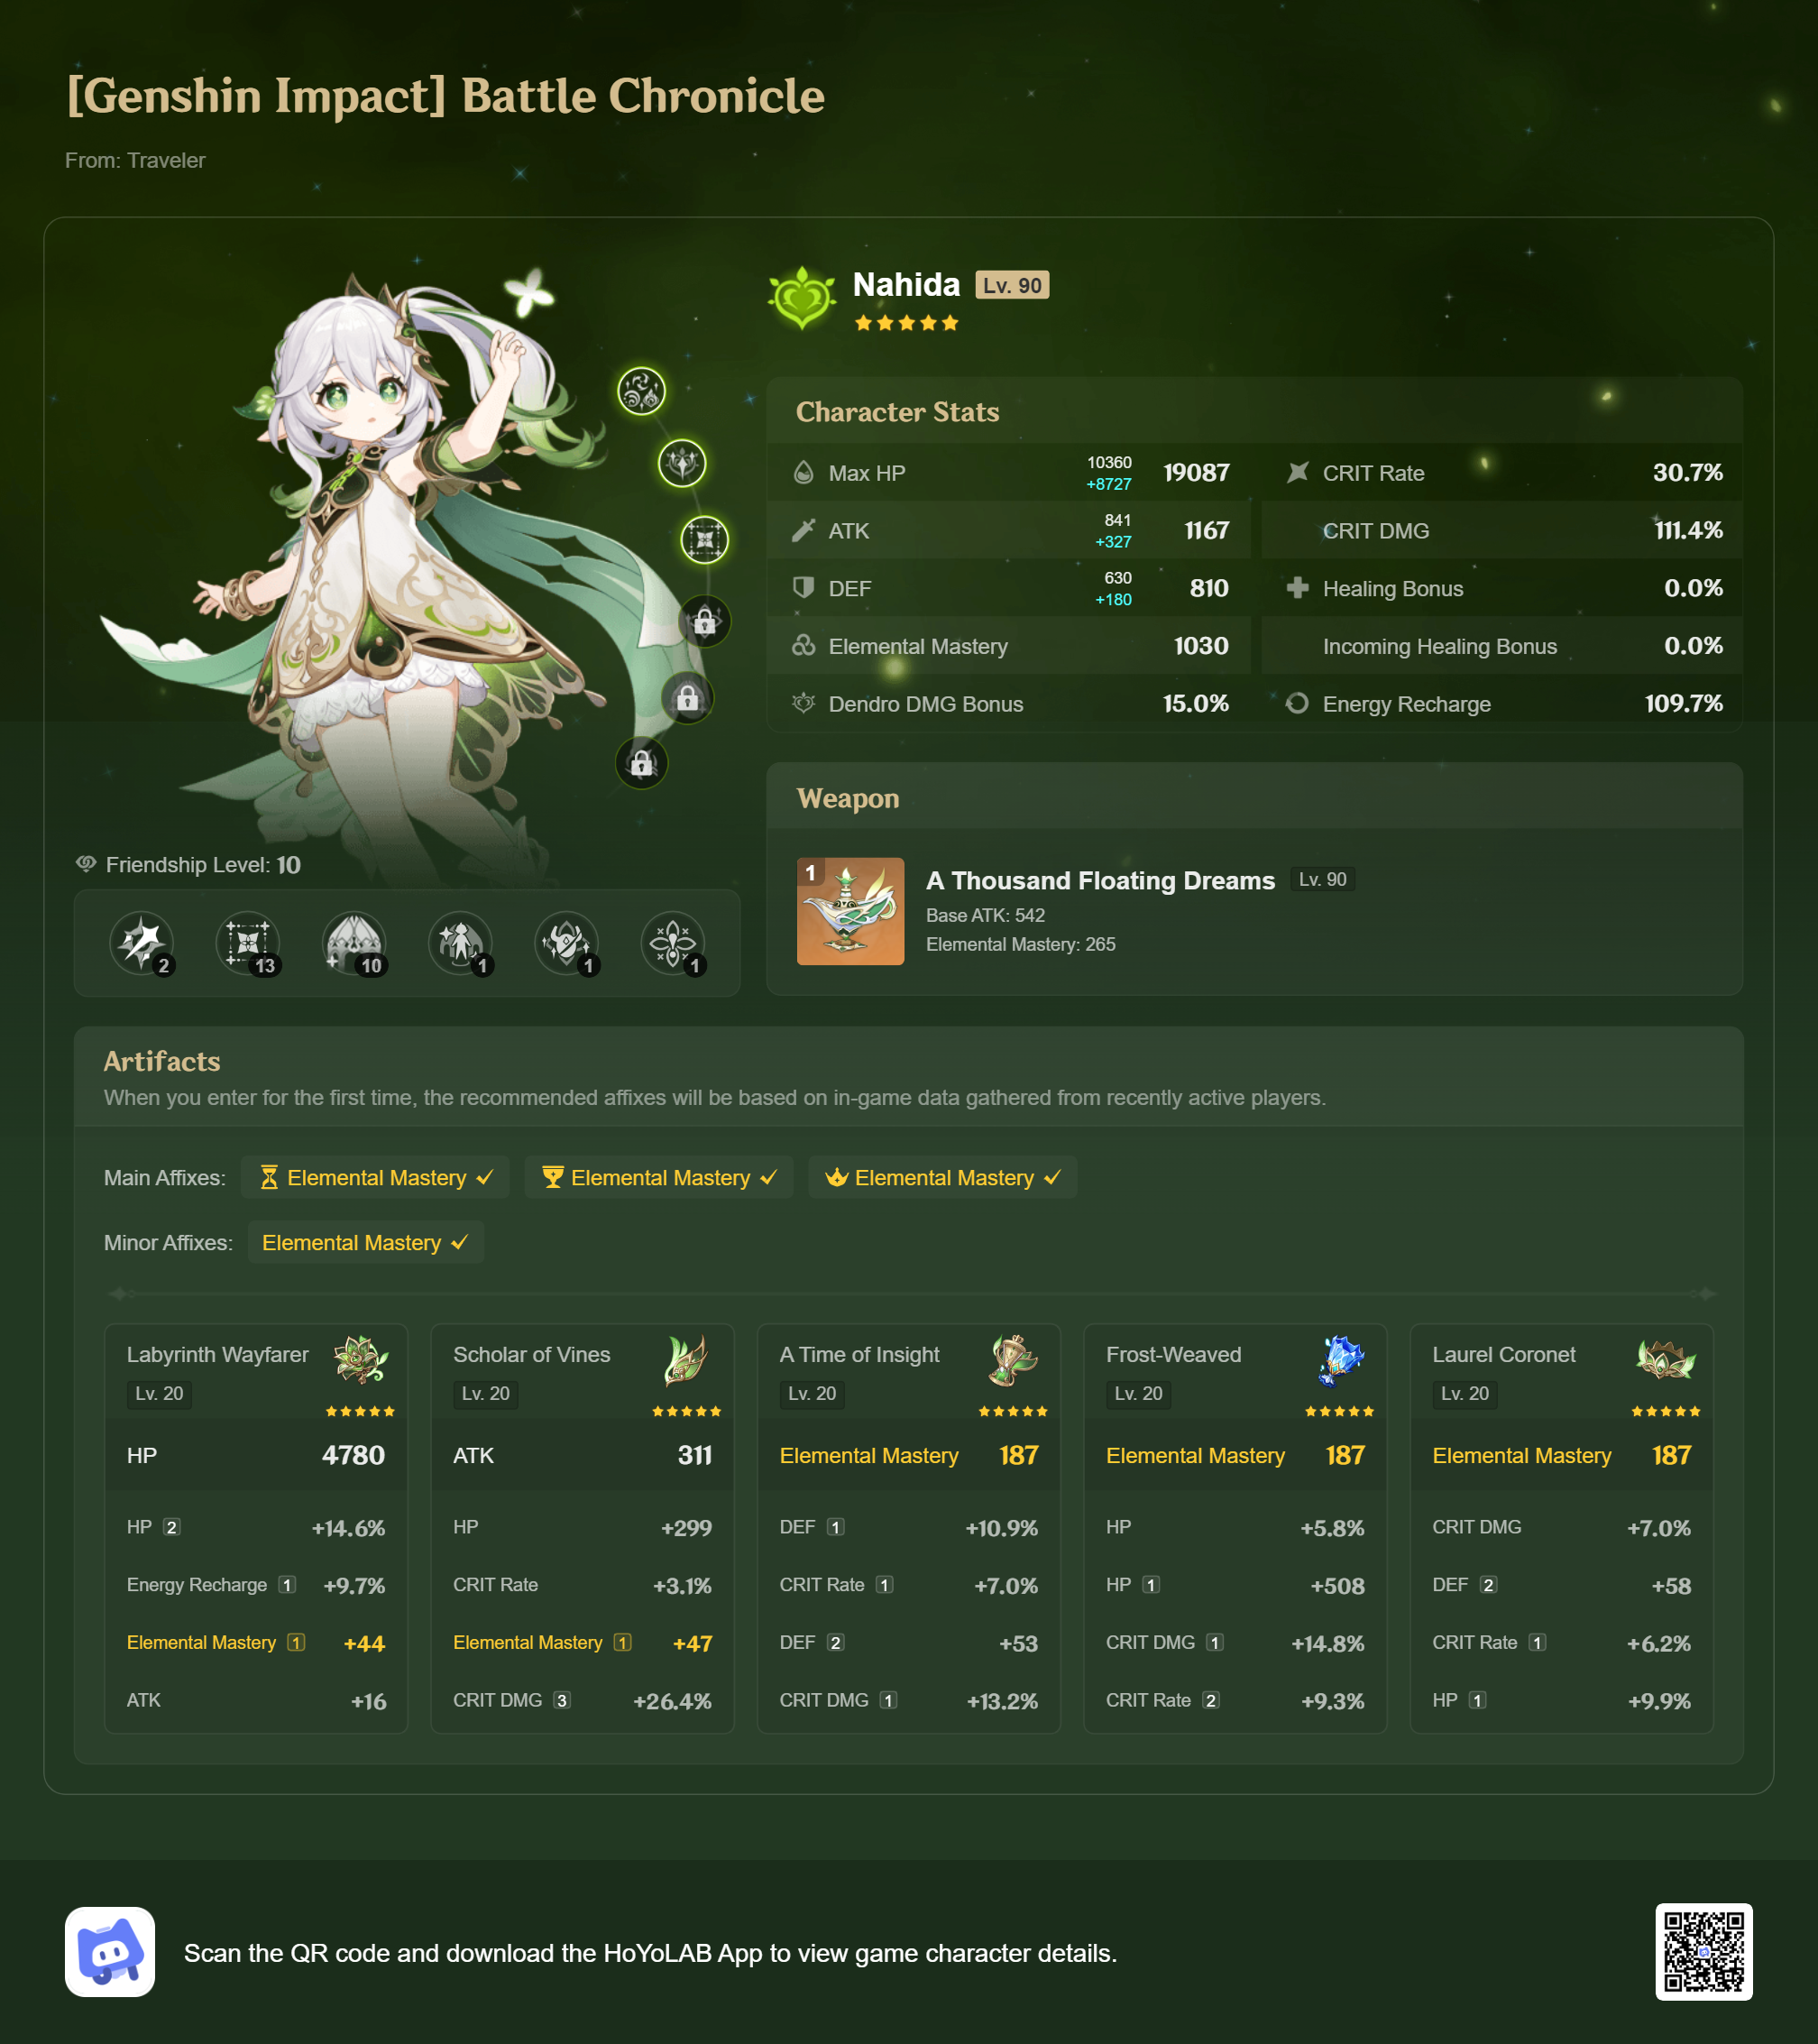 [Genshin Impact] Battle Chronicle
From: Traveler
Nahida Lv. 90
Character Stats
Max HP 10360 +8727 19087
CRIT Rate 30.7%
ATK 841 +327 1167
CRIT DMG 111.4%
DEF 630 +180 810
Healing Bonus 0.0%
Elemental Mastery 1030
Incoming Healing Bonus 0.0%
Dendro DMG Bonus 15.0%
Energy Recharge 109.7%
Friendship Level: 10
2 13 10 1 1 1
Weapon
1
A Thousand Floating Dreams Lv. 90
Base ATK: 542
Elemental Mastery: 265
Artifacts
When you enter for the first time, the recommended affixes will be based on in-game data gathered from recently active players.
Main Affixes: Elemental Mastery Elemental Mastery Elemental Mastery
Minor Affixes: Elemental Mastery
Labyrinth Wayfarer
Lv. 20
HP 4780
HP 2 +14.6%
Energy Recharge 1 +9.7%
Elemental Mastery 1 +44
ATK +16
Scholar of Vines
Lv. 20
ATK 311
HP +299
CRIT Rate +3.1%
Elemental Mastery 1 +47
CRIT DMG 3 +26.4%
A Time of Insight
Lv. 20
Elemental Mastery 187
DEF 1 +10.9%
CRIT Rate 1 +7.0%
DEF 2 +53
CRIT DMG 1 +13.2%
Frost-Weaved
Lv. 20
Elemental Mastery 187
HP +5.8%
HP 1 +508
CRIT DMG 1 +14.8%
CRIT Rate 2 +9.3%
Laurel Coronet
Lv. 20
Elemental Mastery 187
CRIT DMG +7.0%
DEF 2 +58
CRIT Rate 1 +6.2%
HP 1 +9.9%
Scan the QR code and download the HoYoLAB App to view game character details.